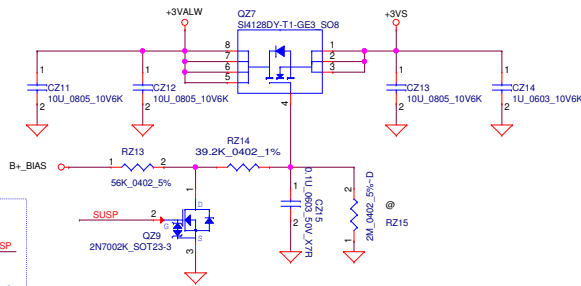 +3VALW
QZ7
SI4128DY-T1-GE3_SO8
+3VS
8
7
6
5
1
2
3
4
1
2
CZ11
10U_0805_10V6K
1
2
CZ12
10U_0805_10V6K
1
2
CZ13
10U_0805_10V6K
1
2
CZ14
1U_0603_10V6K
B+_BIAS
1
RZ13
2
56K_0402_5%
RZ14
39.2K_0402_1%
1
2
CZ15
0.1U_0603_50V_X7R
2
1
2M_0402_5%~D
@
RZ15
SUSP
2
G
1
D
S
3
QZ9
2N7002K_SOT23-3
SP